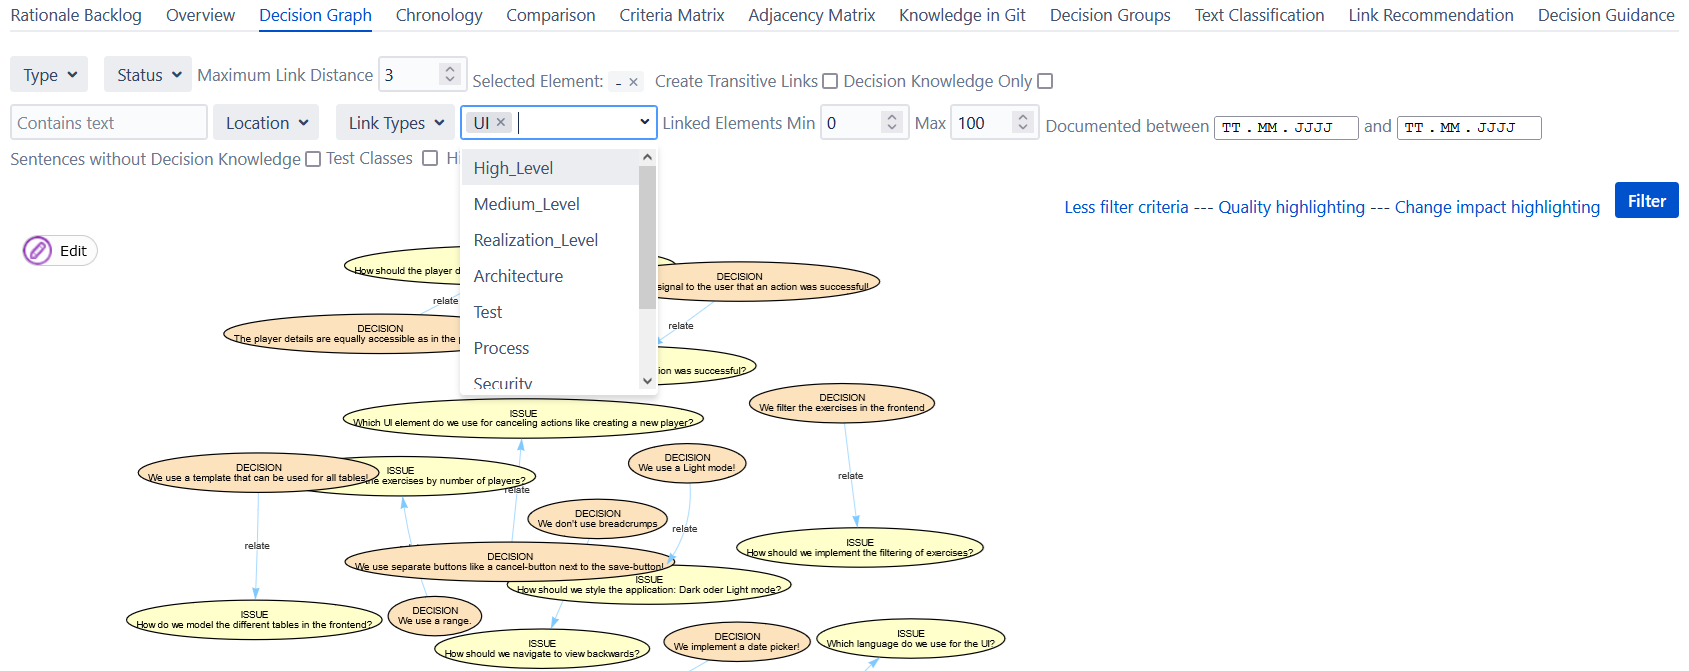 Rationale Backlog Overview Decision Graph Chronology Comparison Criteria Matrix Adjacency Matrix Knowledge in Git Decision Groups Text Classification Link Recommendation Decision Guidance
Type Status Maximum Link Distance 3 Selected Element: - × Create Transitive Links Decision Knowledge Only
Contains text Location Link Types UI × Linked Elements Min 0 Max 100 Documented between TT . MM . JJJJ and TT . MM . JJJJ
Sentences without Decision Knowledge Test Classes
High_Level
Medium_Level
Realization_Level
Architecture
Test
Process
Security
Less filter criteria --- Quality highlighting --- Change impact highlighting Filter
Edit
How should the player
DECISION
signal to the user that an action was successful!
relate
DECISION
The player details are equally accessible as in the
relate
ion was successful?
ISSUE
Which UI element do we use for canceling actions like creating a new player?
DECISION
We filter the exercises in the frontend
relate
DECISION
We use a template that can be used for all tables!
ISSUE
the exercises by number of players?
relate
DECISION
We use a Light mode!
relate
DECISION
We don't use breadcrumps
relate
DECISION
We use separate buttons like a cancel-button next to the save-button!
ISSUE
How should we implement the filtering of exercises?
ISSUE
How should we style the application: Dark oder Light mode?
ISSUE
How do we model the different tables in the frontend?
DECISION
We use a range.
ISSUE
How should we navigate to view backwards?
DECISION
We implement a date picker!
ISSUE
Which language do we use for the UI?